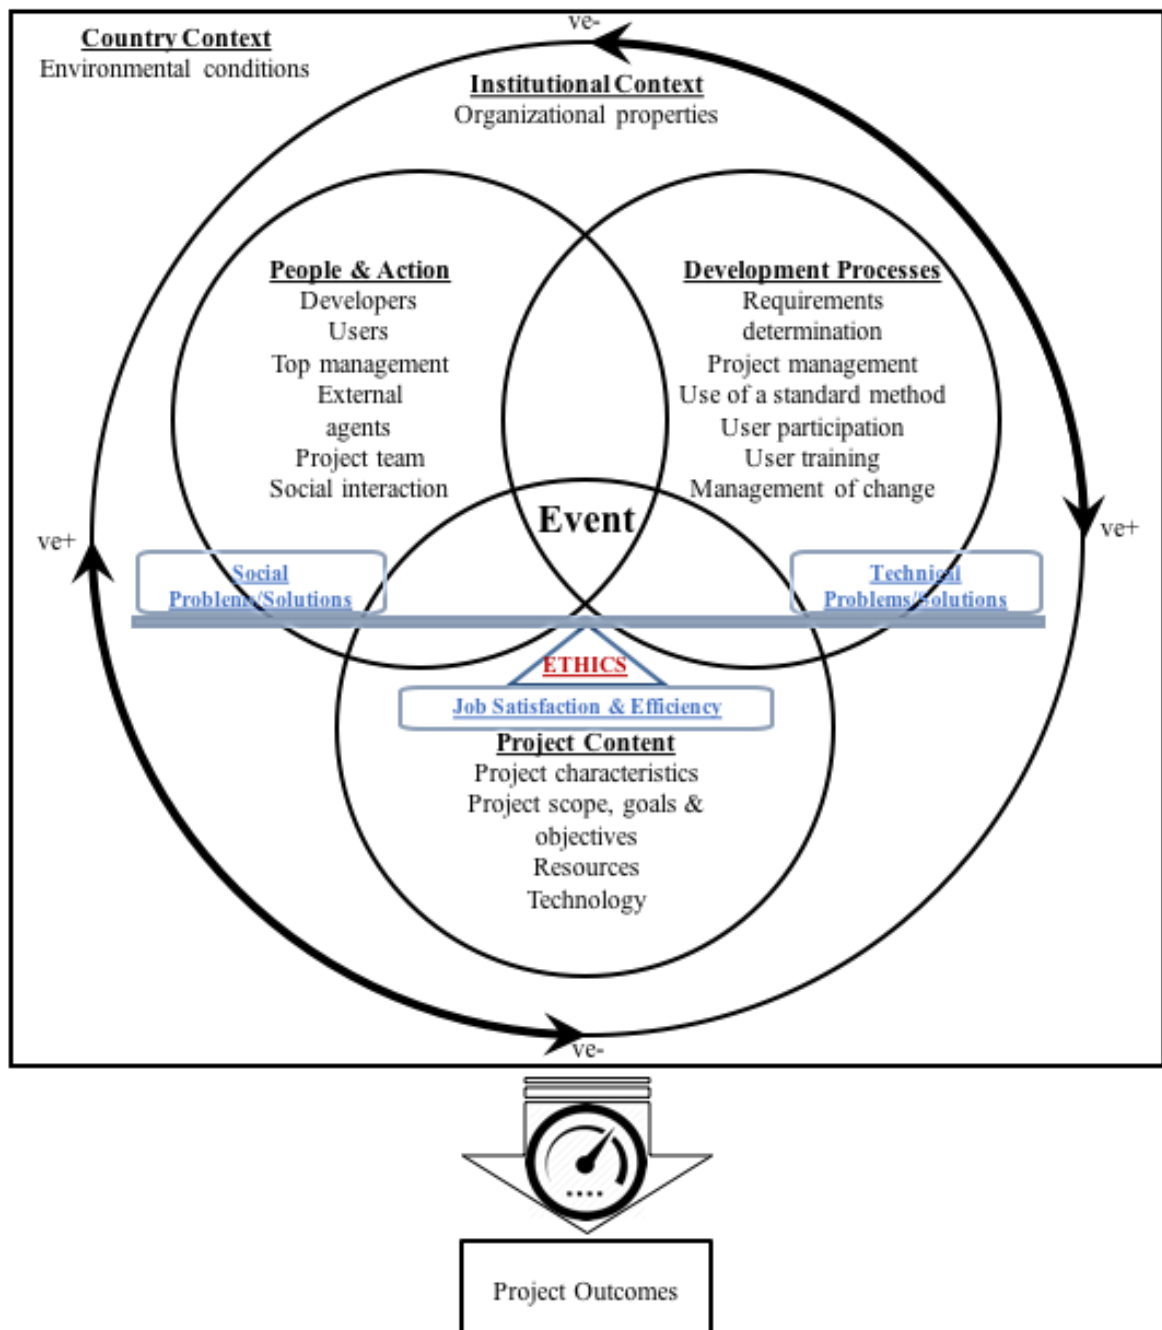 ve-
Country Context
Environmental conditions
Institutional Context
Organizational properties
People & Action
Developers
Users
Top management
External
agents
Project team
Social interaction
Development Processes
Requirements
determination
Project management
Use of a standard method
User participation
User training
Management of change
Event
ve+
ve+
Social
Problems/Solutions
Technical
Problems/Solutions
ETHICS
Job Satisfaction & Efficiency
Project Content
Project characteristics
Project scope, goals &
objectives
Resources
Technology
ve-
Project Outcomes